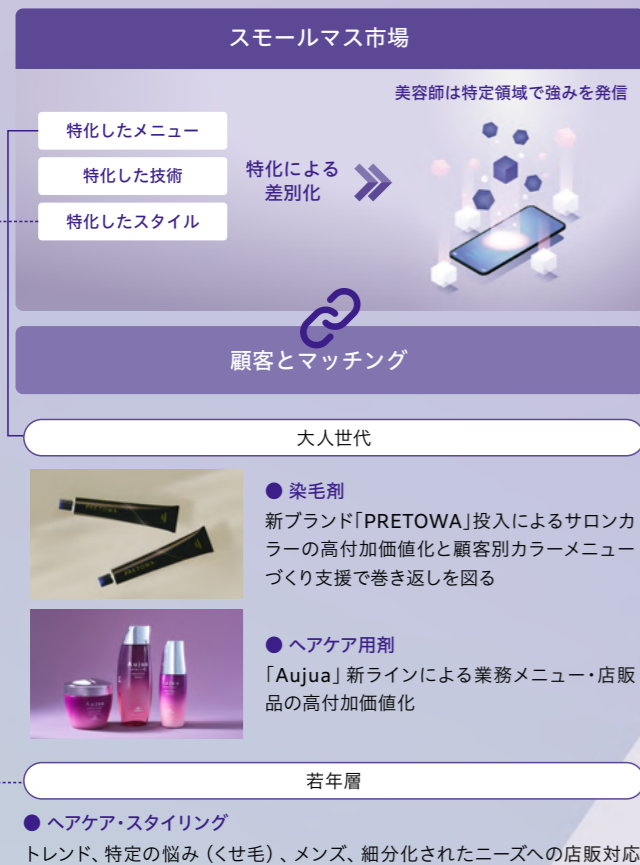 スモールマス市場
美容師は特定領域で強みを発信
特化したメニュー
特化した技術
特化したスタイル
特化による
差別化
顧客とマッチング
大人世代
PRETOWA
PRETOWA
● 染毛剤
新ブランド「PRETOWA」投入によるサロンカ
ラーの高付加価値化と顧客別カラーメニュー
づくり支援で巻き返しを図る
Aujua
Aujua
● ヘアケア用剤
「Aujua」新ラインによる業務メニュー・店販
品の高付加価値化
若年層
● ヘアケア・スタイリング
トレンド、特定の悩み（くせ毛）、メンズ、細分化されたニーズへの店販対応